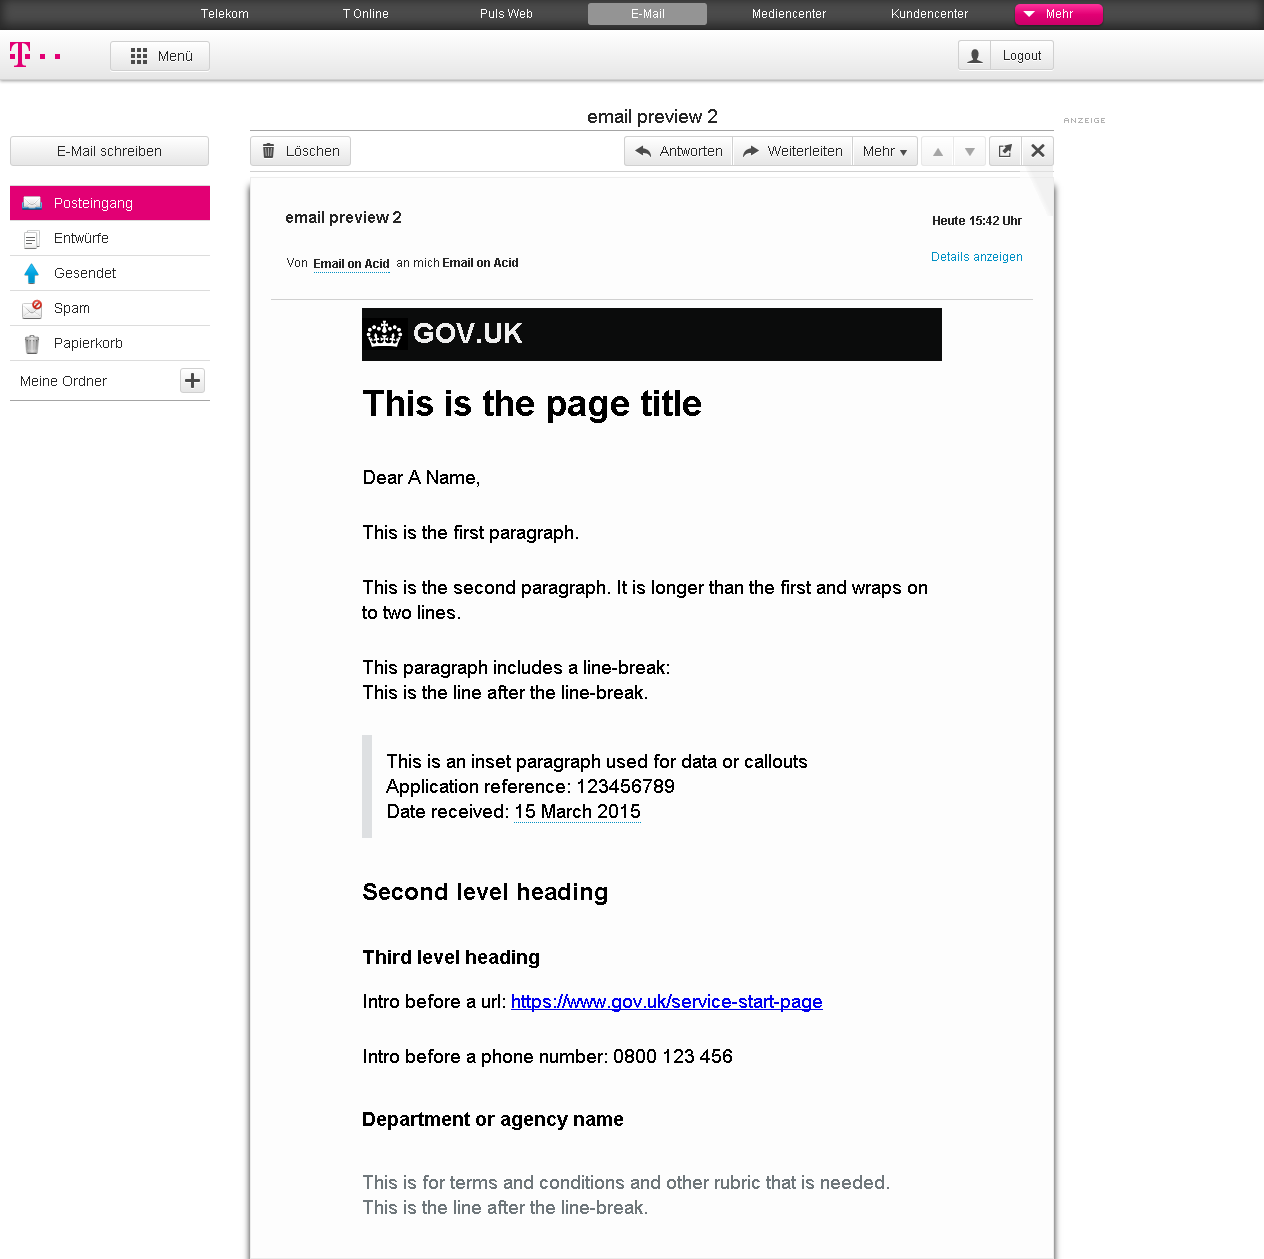 Telekom T Online Puls Web E-Mail Mediencenter Kundencenter Mehr
T Menü Logout
email preview 2
ANZEIGE
E-Mail schreiben
Löschen Antworten Weiterleiten Mehr
Posteingang
Entwürfe
Gesendet
Spam
Papierkorb
Meine Ordner
email preview 2
Heute 15:42 Uhr
Von Email on Acid an mich Email on Acid
Details anzeigen
GOV.UK
This is the page title
Dear A Name,
This is the first paragraph.
This is the second paragraph. It is longer than the first and wraps on
to two lines.
This paragraph includes a line-break:
This is the line after the line-break.
This is an inset paragraph used for data or callouts
Application reference: 123456789
Date received: 15 March 2015
Second level heading
Third level heading
Intro before a url: https://www.gov.uk/service-start-page
Intro before a phone number: 0800 123 456
Department or agency name
This is for terms and conditions and other rubric that is needed.
This is the line after the line-break.